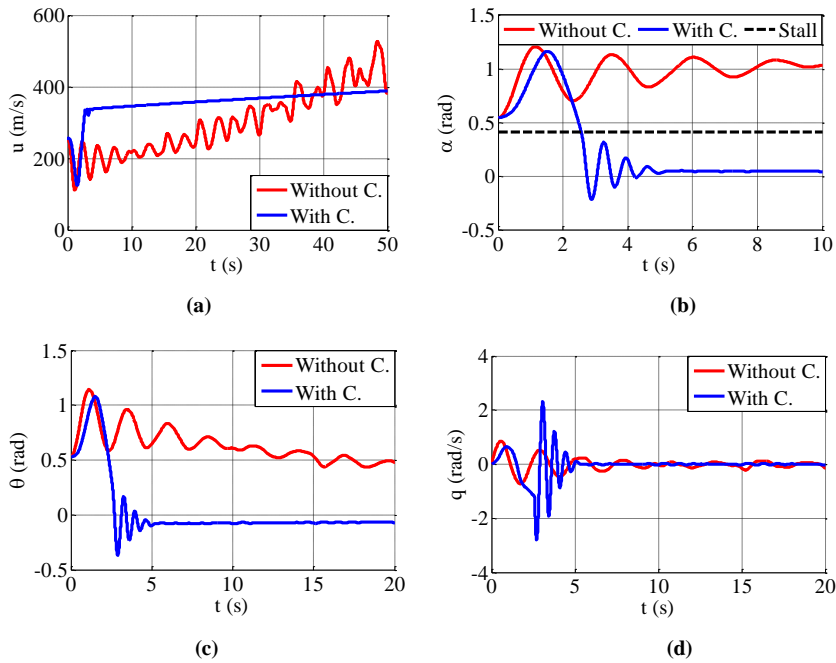 600
400
200
0
u (m/s)
0 10 20 30 40 50
t (s)
Without C.
With C.
(a)
Without C. With C. Stall
1.5
1
0.5
0
-0.5
α (rad)
0 2 4 6 8 10
t (s)
(b)
1.5
1
0.5
0
-0.5
θ (rad)
0 5 10 15 20
t (s)
Without C.
With C.
(c)
4
2
0
-2
-4
q (rad/s)
0 5 10 15 20
t (s)
Without C.
With C.
(d)